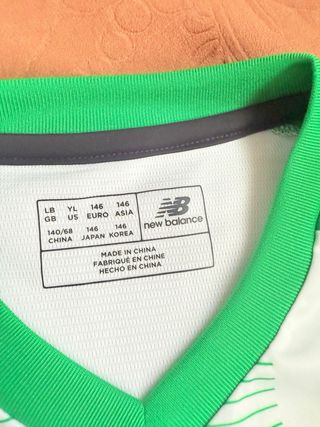 LB YL 146 146
GB US EURO ASIA
140/68 146 146
CHINA JAPAN KOREA
NB
new balance
MADE IN CHINA
FABRIQUÉ EN CHINE
HECHO EN CHINA